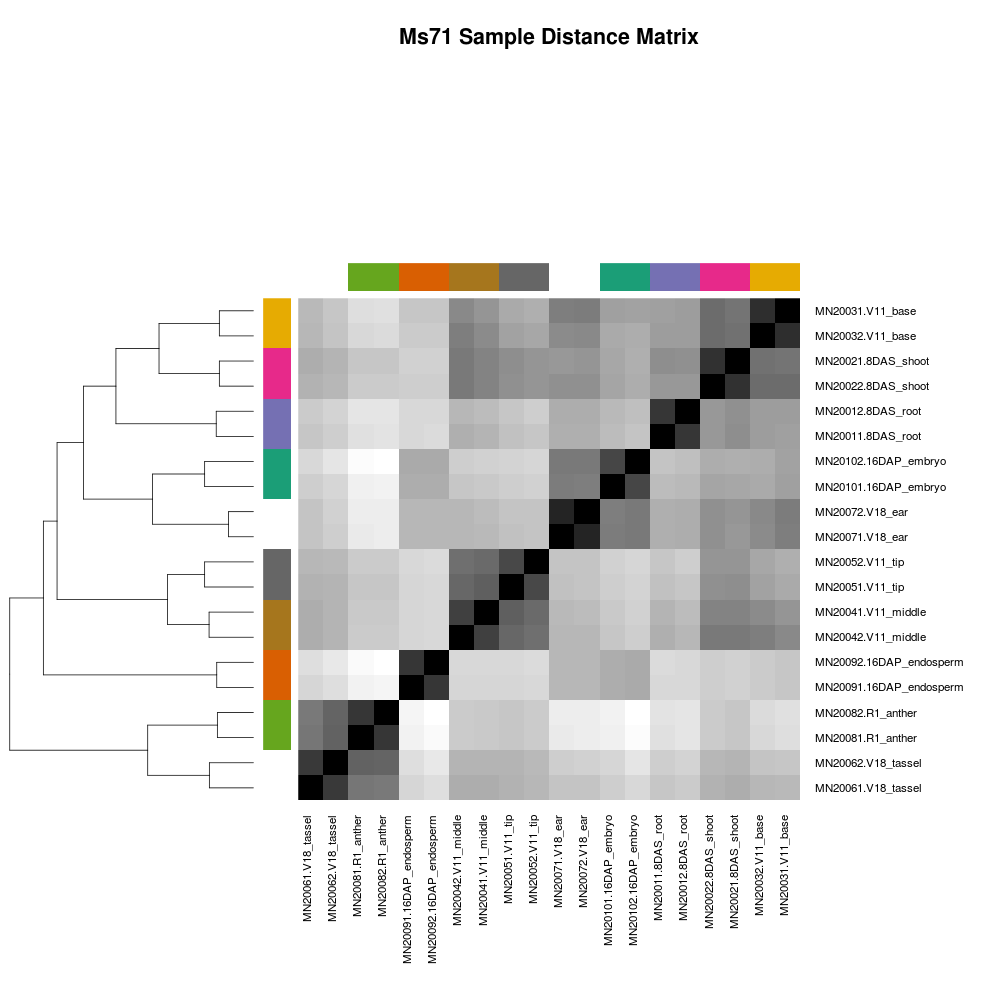 Ms71 Sample Distance Matrix
MN20031.V11_base
MN20032.V11_base
MN20021.8DAS_shoot
MN20022.8DAS_shoot
MN20012.8DAS_root
MN20011.8DAS_root
MN20102.16DAP_embryo
MN20101.16DAP_embryo
MN20072.V18_ear
MN20071.V18_ear
MN20052.V11_tip
MN20051.V11_tip
MN20041.V11_middle
MN20042.V11_middle
MN20092.16DAP_endosperm
MN20091.16DAP_endosperm
MN20082.R1_anther
MN20081.R1_anther
MN20062.V18_tassel
MN20061.V18_tassel
MN20061.V18_tassel
MN20062.V18_tassel
MN20081.R1_anther
MN20082.R1_anther
MN20091.16DAP_endosperm
MN20092.16DAP_endosperm
MN20042.V11_middle
MN20041.V11_middle
MN20051.V11_tip
MN20052.V11_tip
MN20071.V18_ear
MN20072.V18_ear
MN20101.16DAP_embryo
MN20102.16DAP_embryo
MN20011.8DAS_root
MN20012.8DAS_root
MN20022.8DAS_shoot
MN20021.8DAS_shoot
MN20032.V11_base
MN20031.V11_base